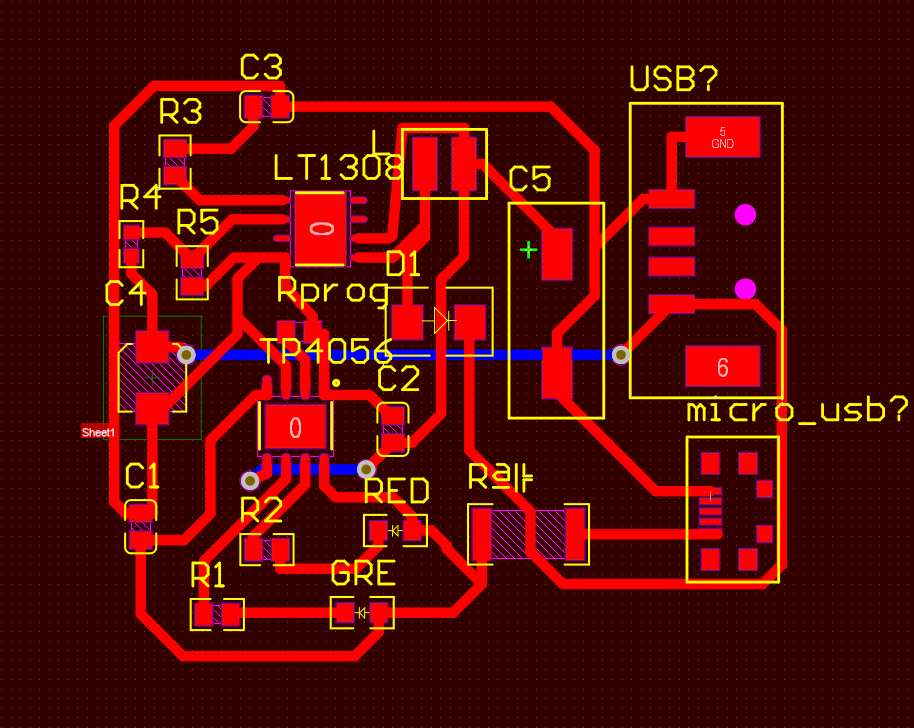 C3
USB?
R3
5
GND
L
LT1308
C5
R4
R5
0
D1
C4
Rprog
TP4056
6
C2
micro_usb?
0
Sheet1
C1
RED
R2
R1
GRE